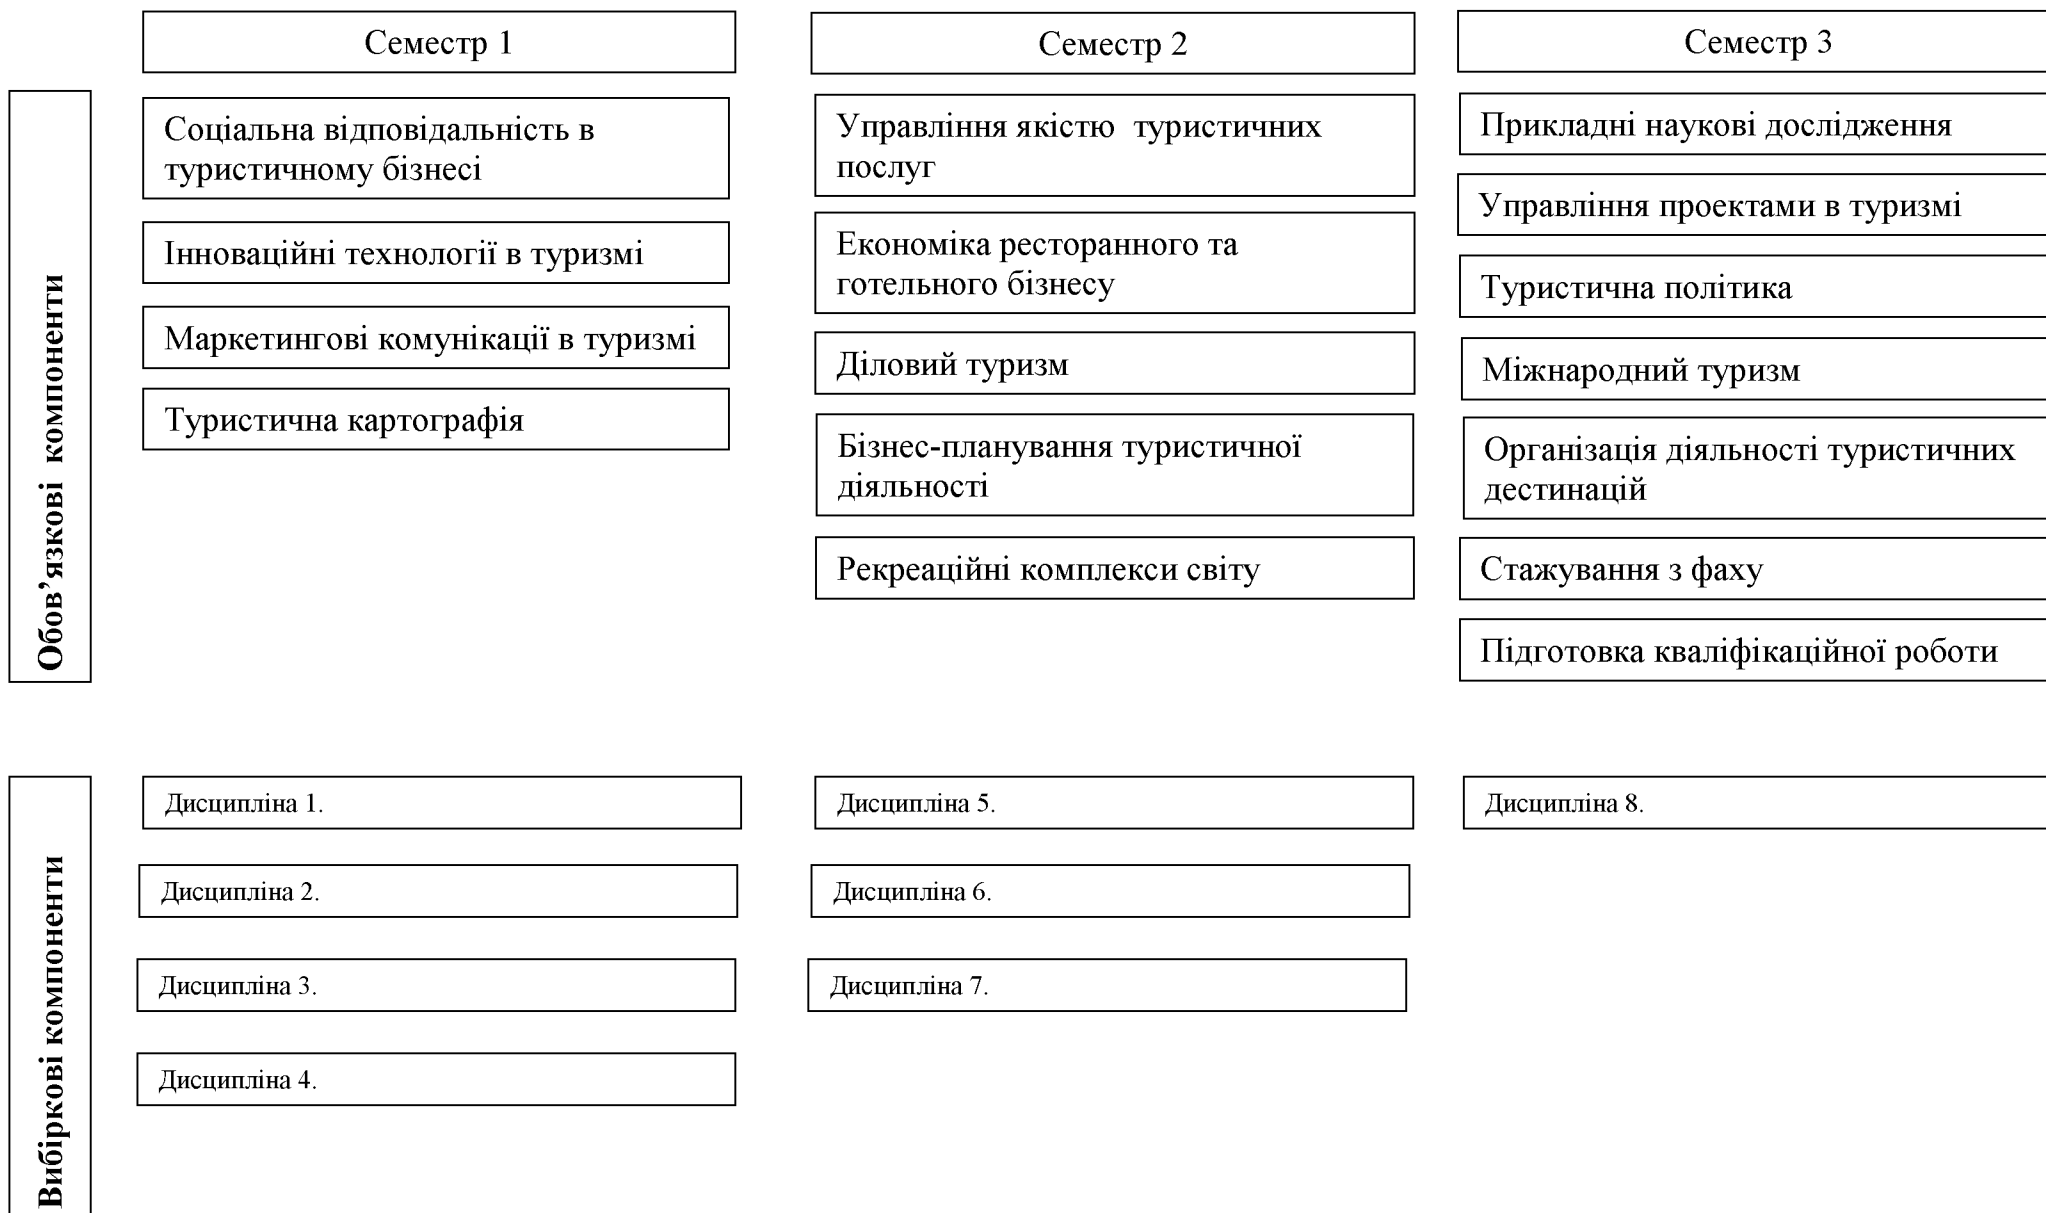 Семестр 1
Семестр 2
Семестр 3
Обов’язкові компоненти
Соціальна відповідальність в
туристичному бізнесі
Інноваційні технології в туризмі
Маркетингові комунікації в туризмі
Туристична картографія
Управління якістю туристичних
послуг
Економіка ресторанного та
готельного бізнесу
Діловий туризм
Бізнес-планування туристичної
діяльності
Рекреаційні комплекси світу
Прикладні наукові дослідження
Управління проектами в туризмі
Туристична політика
Міжнародний туризм
Організація діяльності туристичних
дестинацій
Стажування з фаху
Підготовка кваліфікаційної роботи
Вибіркові компоненти
Дисципліна 1.
Дисципліна 2.
Дисципліна 3.
Дисципліна 4.
Дисципліна 5.
Дисципліна 6.
Дисципліна 7.
Дисципліна 8.